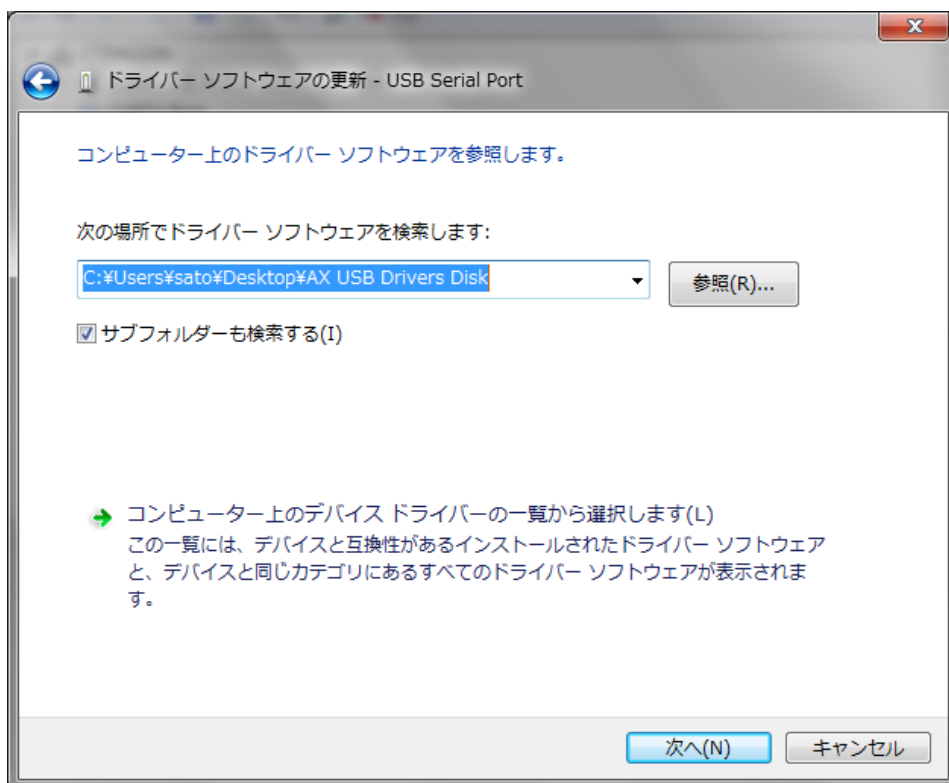 ドライバー ソフトウェアの更新 - USB Serial Port
コンピューター上のドライバー ソフトウェアを参照します。
次の場所でドライバー ソフトウェアを検索します:
C:¥Users¥sato¥Desktop¥AX USB Drivers Disk
参照(R)...
サブフォルダーも検索する(I)
コンピューター上のデバイス ドライバーの一覧から選択します(L)
この一覧には、デバイスと互換性があるインストールされたドライバー ソフトウェア
と、デバイスと同じカテゴリにあるすべてのドライバー ソフトウェアが表示されま
す。
次へ(N)
キャンセル